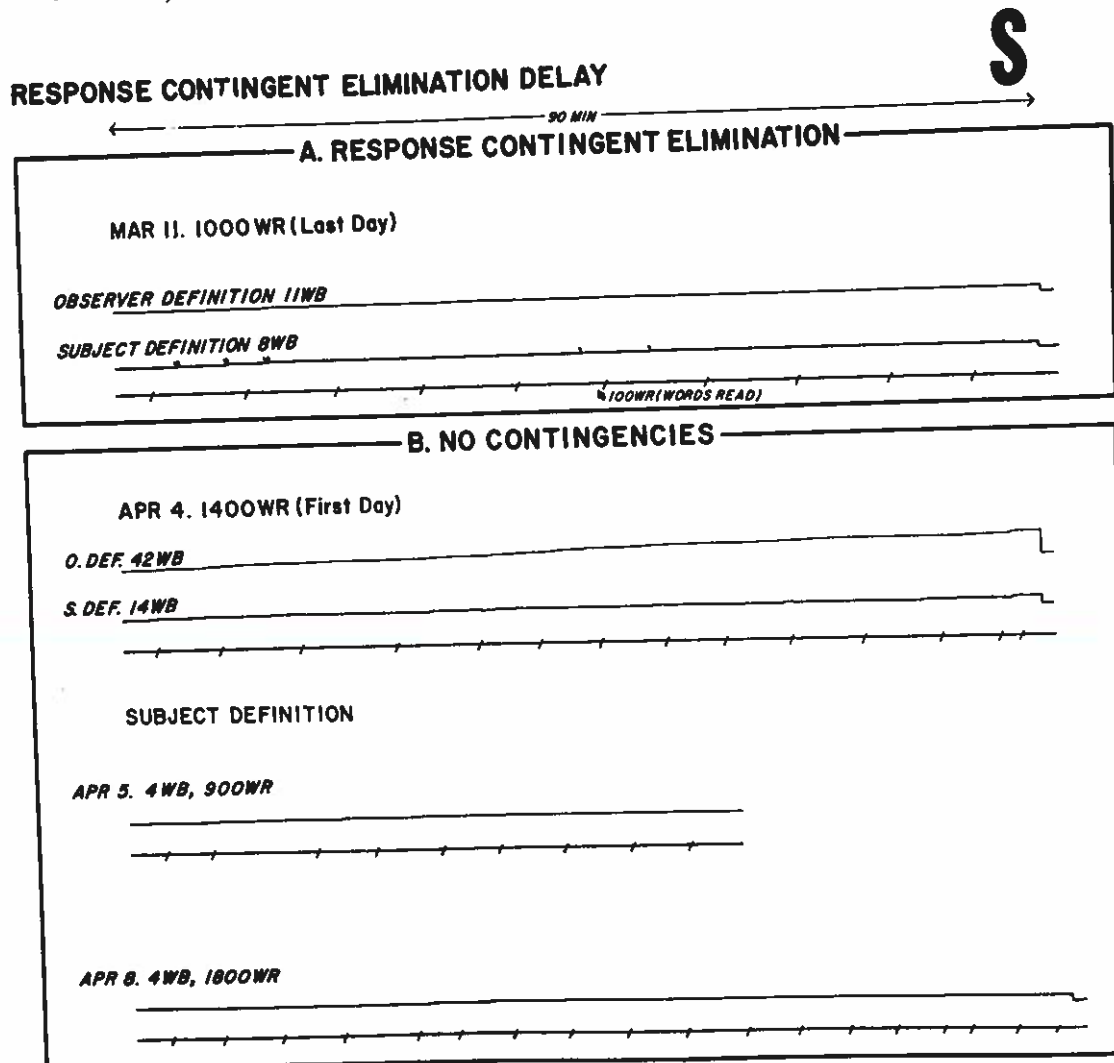 S
RESPONSE CONTINGENT ELIMINATION DELAY
90 MIN
A. RESPONSE CONTINGENT ELIMINATION
MAR 11. 1000WR (Last Day)
OBSERVER DEFINITION 11WB
SUBJECT DEFINITION 8WB
100WR (WORDS READ)
B. NO CONTINGENCIES
APR 4. 1400WR (First Day)
O. DEF. 42WB
S. DEF. 14WB
SUBJECT DEFINITION
APR 5. 4WB, 900WR
APR 8. 4WB, 1800WR